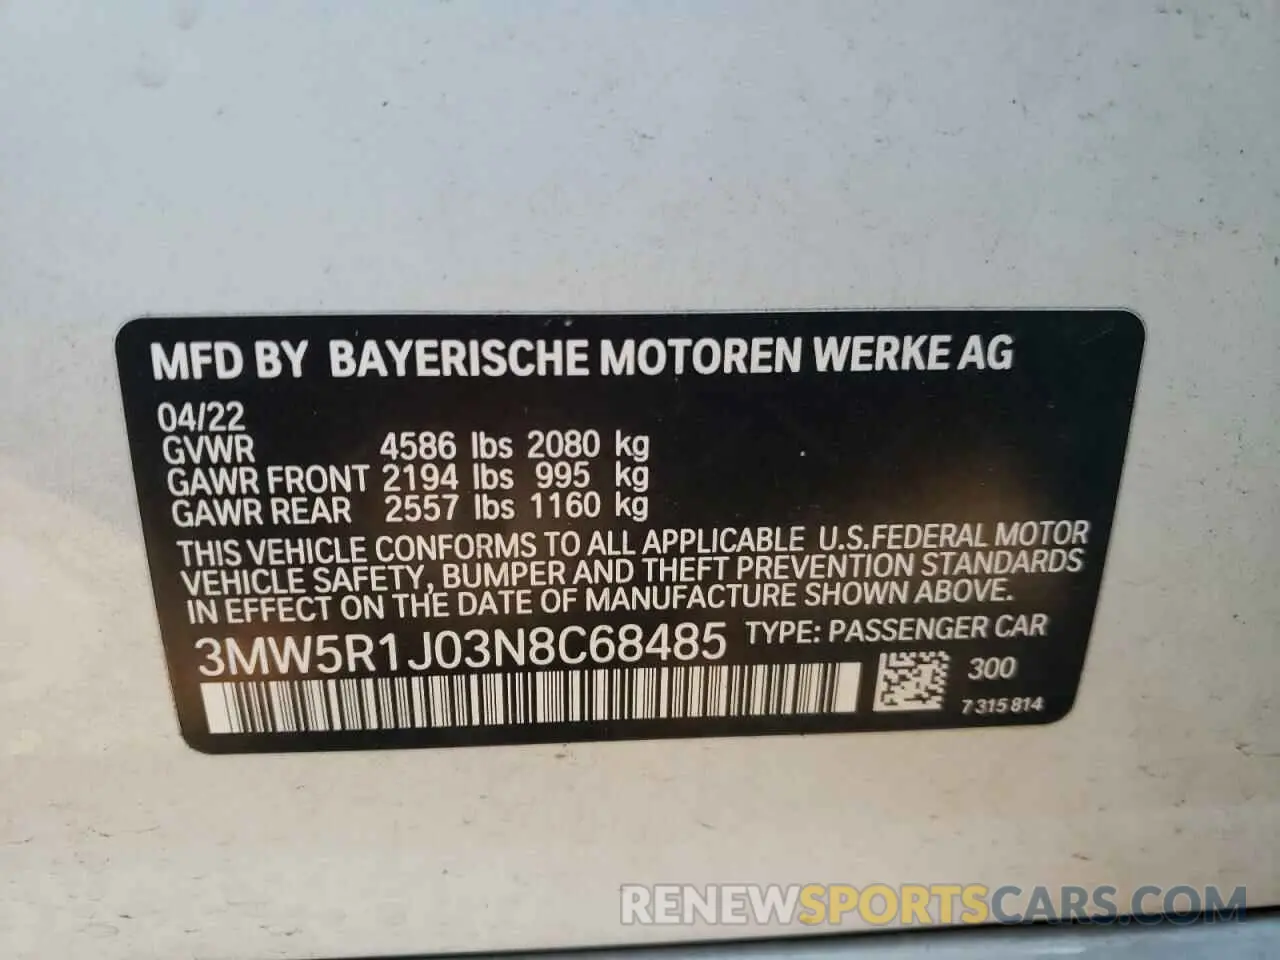 MFD BY BAYERISCHE MOTOREN WERKE AG
04/22
GVWR 4586 lbs 2080 kg
GAWR FRONT 2194 lbs 995 kg
GAWR REAR 2557 lbs 1160 kg
THIS VEHICLE CONFORMS TO ALL APPLICABLE U.S.FEDERAL MOTOR
VEHICLE SAFETY, BUMPER AND THEFT PREVENTION STANDARDS
IN EFFECT ON THE DATE OF MANUFACTURE SHOWN ABOVE.
3MW5R1J03N8C68485 TYPE: PASSENGER CAR
300
7 315 814
RENEWSPORTSCARS.COM